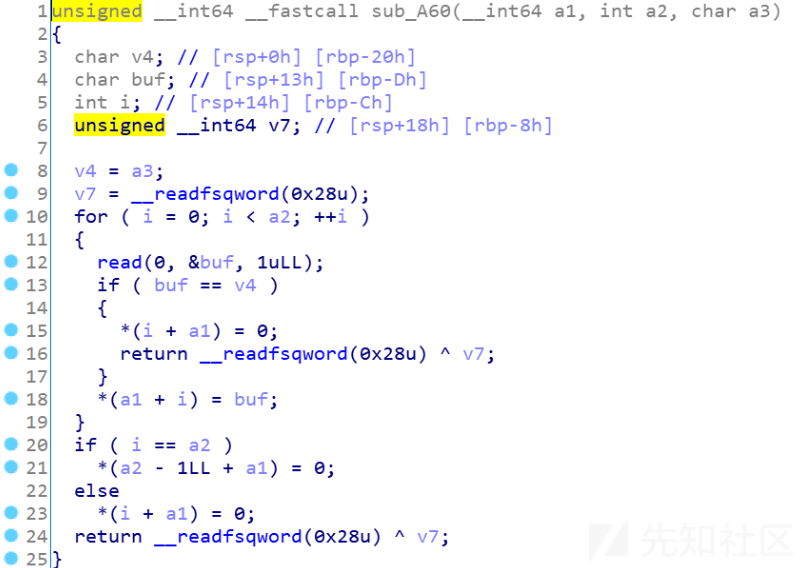 1 unsigned __int64 __fastcall sub_A60(__int64 a1, int a2, char a3)
2 {
3 char v4; // [rsp+0h] [rbp-20h]
4 char buf; // [rsp+13h] [rbp-Dh]
5 int i; // [rsp+14h] [rbp-Ch]
6 unsigned __int64 v7; // [rsp+18h] [rbp-8h]
7
8 v4 = a3;
9 v7 = __readfsqword(0x28u);
10 for ( i = 0; i < a2; ++i )
11 {
12 read(0, &buf, 1uLL);
13 if ( buf == v4 )
14 {
15 *(i + a1) = 0;
16 return __readfsqword(0x28u) ^ v7;
17 }
18 *(a1 + i) = buf;
19 }
20 if ( i == a2 )
21 *(a2 - 1LL + a1) = 0;
22 else
23 *(i + a1) = 0;
24 return __readfsqword(0x28u) ^ v7;
25 }
先知社区